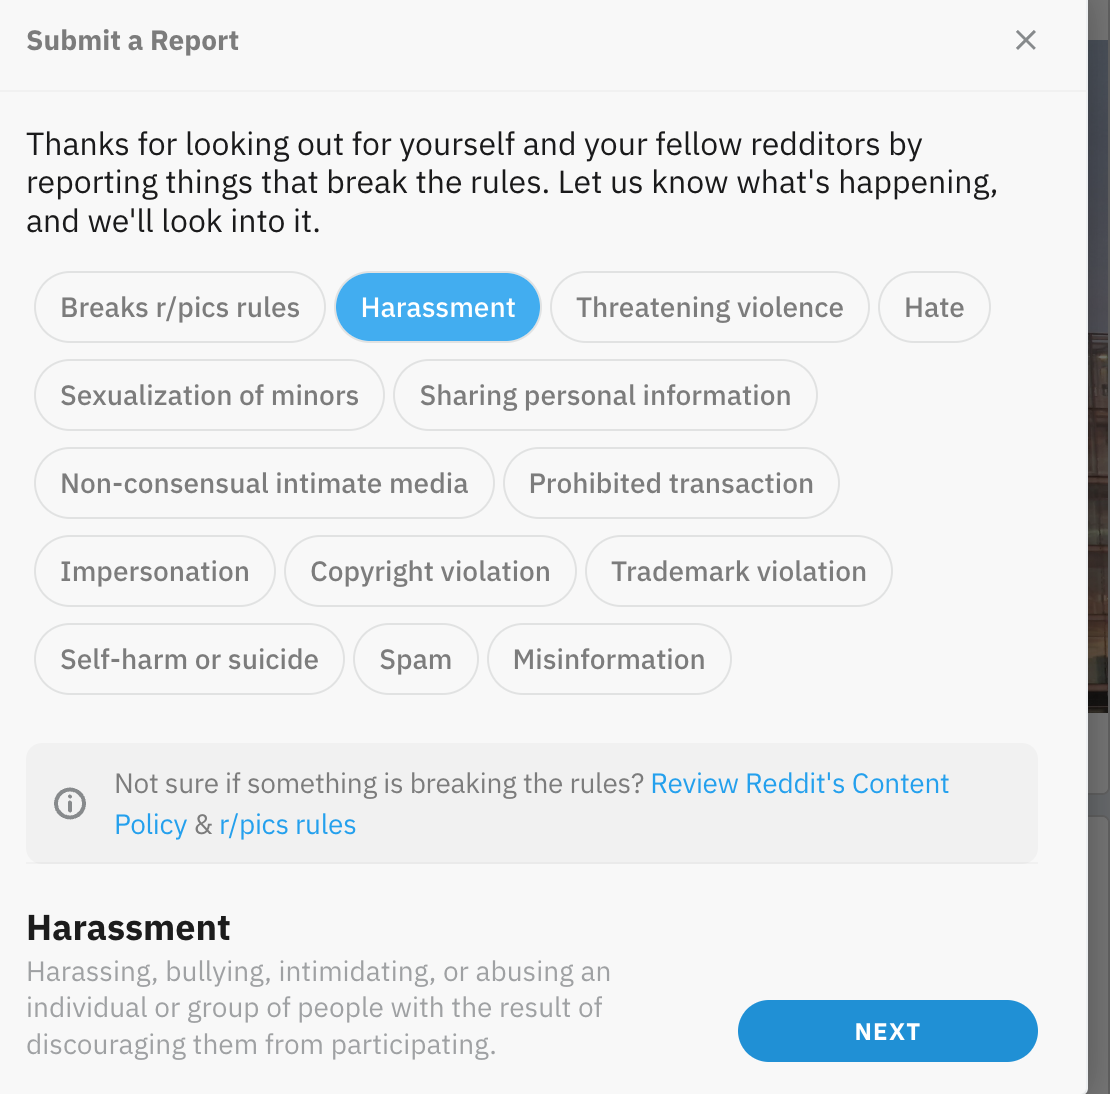 Submit a Report
Thanks for looking out for yourself and your fellow redditors by
reporting things that break the rules. Let us know what's happening,
and we'll look into it.
Breaks r/pics rules Harassment Threatening violence Hate
Sexualization of minors Sharing personal information
Non-consensual intimate media Prohibited transaction
Impersonation Copyright violation Trademark violation
Self-harm or suicide Spam Misinformation
Not sure if something is breaking the rules? Review Reddit's Content
Policy & r/pics rules
Harassment
Harassing, bullying, intimidating, or abusing an
individual or group of people with the result of
discouraging them from participating.
NEXT